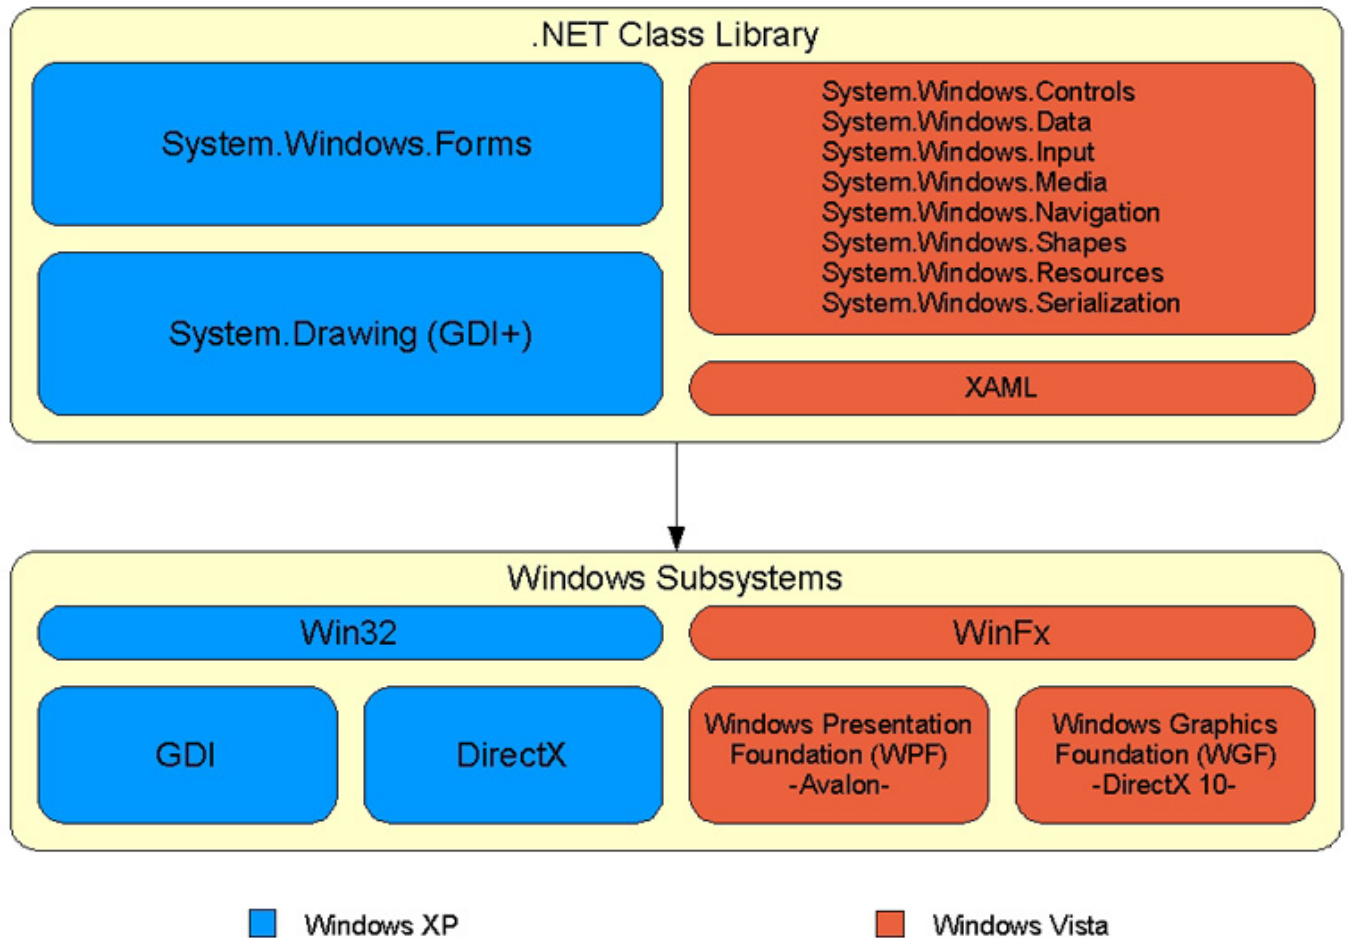 .NET Class Library
System.Windows.Forms
System.Drawing (GDI+)
System.Windows.Controls
System.Windows.Data
System.Windows.Input
System.Windows.Media
System.Windows.Navigation
System.Windows.Shapes
System.Windows.Resources
System.Windows.Serialization
XAML
Windows Subsystems
Win32
WinFx
GDI
DirectX
Windows Presentation
Foundation (WPF)
-Avalon-
Windows Graphics
Foundation (WGF)
-DirectX 10-
Windows XP
Windows Vista